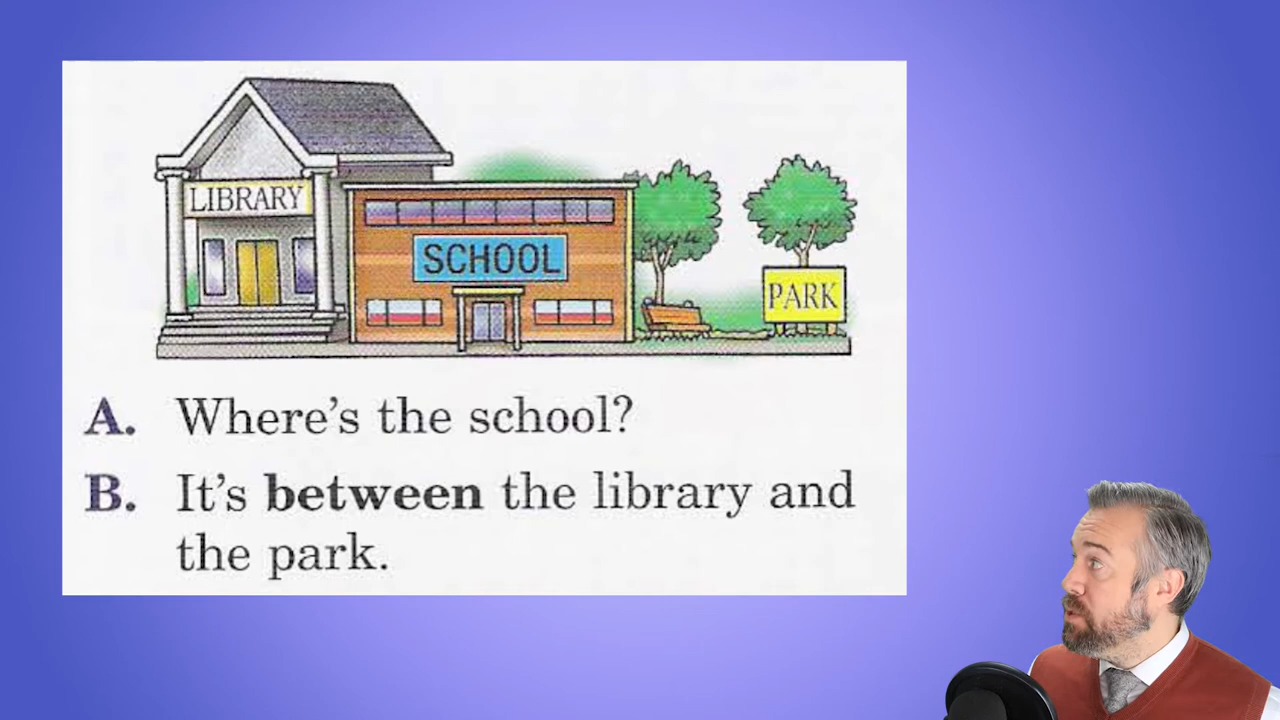 LIBRARY
SCHOOL
PARK
A. Where's the school?
B. It's between the library and
the park.